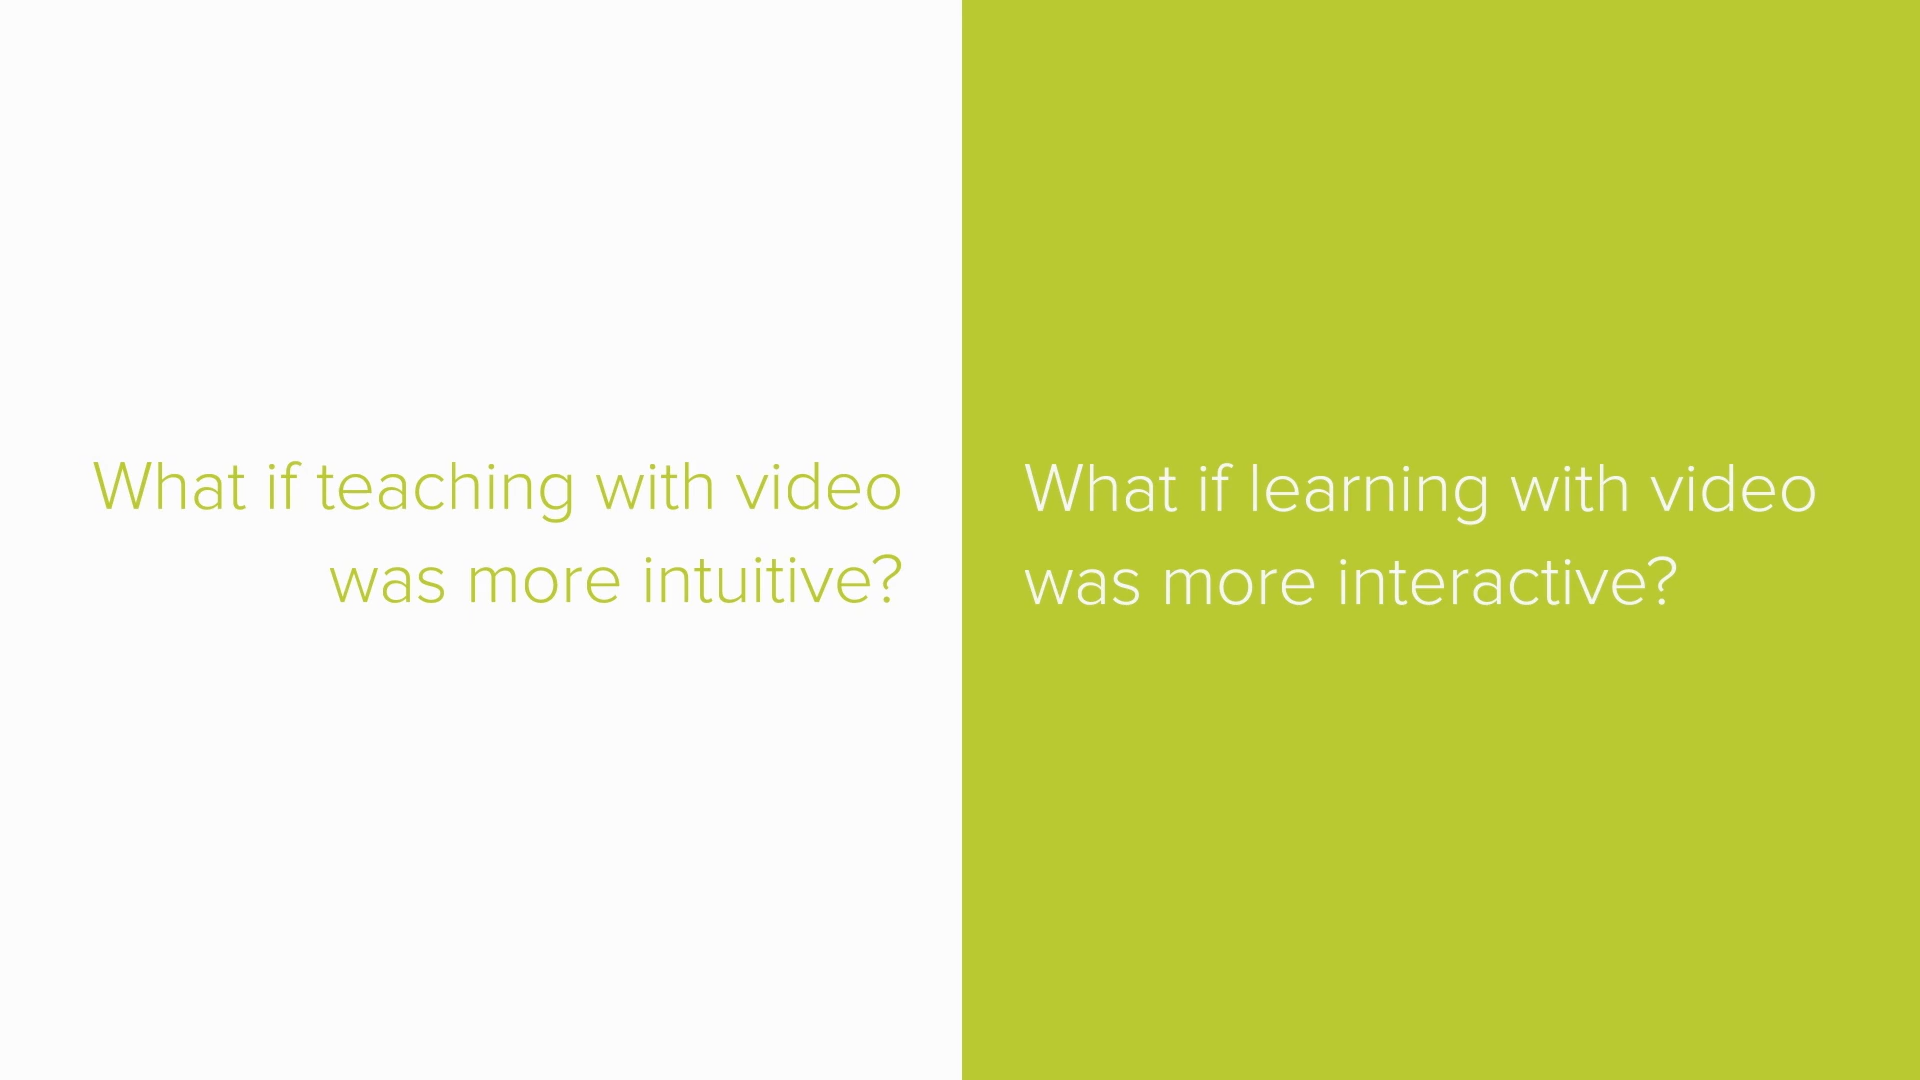 What if teaching with video
was more intuitive?
What if learning with video
was more interactive?